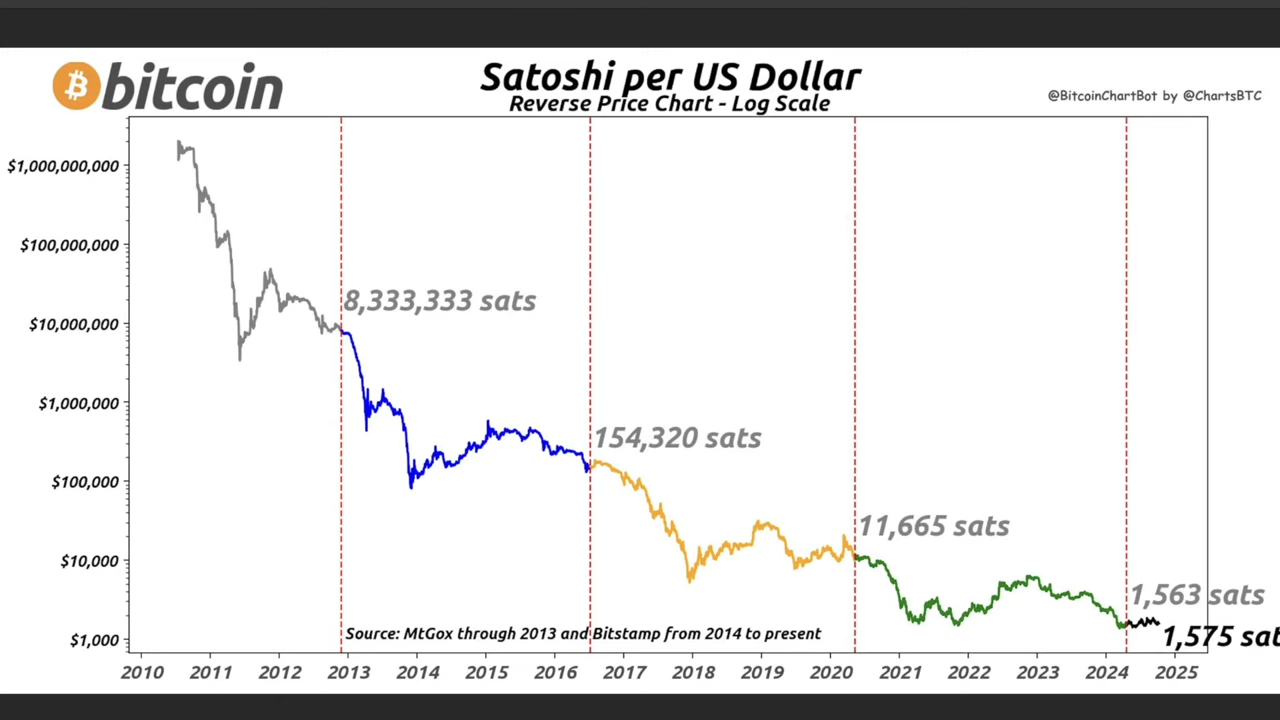 bitcoin
Satoshi per US Dollar
Reverse Price Chart - Log Scale
@BitcoinChartBot by @ChartsBTC
$1,000,000,000
$100,000,000
$10,000,000
$1,000,000
$100,000
$10,000
$1,000
8,333,333 sats
154,320 sats
11,665 sats
1,563 sats
1,575 sat
Source: MtGox through 2013 and Bitstamp from 2014 to present
2010 2011 2012 2013 2014 2015 2016 2017 2018 2019 2020 2021 2022 2023 2024 2025